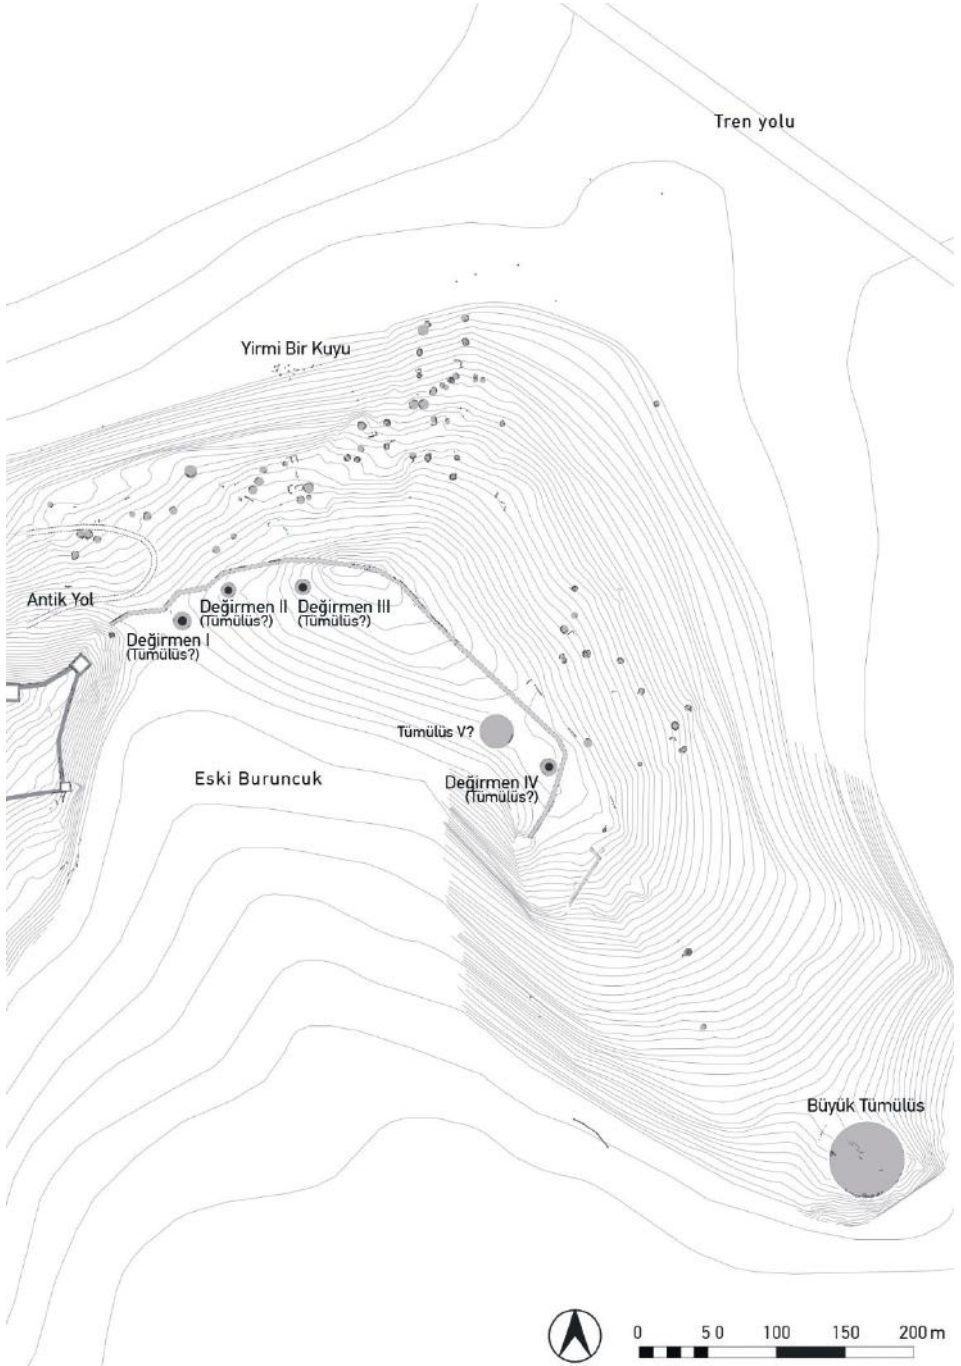 Tren yolu
Yirmi Bir Kuyu
Antik Yol
Değirmen II
(Tümülüs?)
Değirmen III
(Tümülüs?)
Değirmen I
(Tümülüs?)
Tümülüs V?
Eski Buruncuk
Değirmen IV
(Tümülüs?)
Büyük Tümülüs
0 50 100 150 200 m